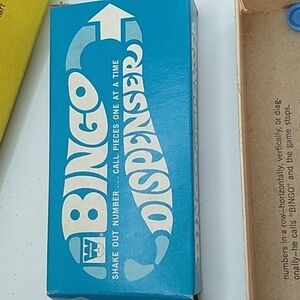 BINGO
SHAKE OUT NUMBER... CALL PIECES ONE AT A TIME
DISPENSER
W
numbers in a row—horizontally, vertically, or diag-
onally—he calls "BINGO" and the game stops.